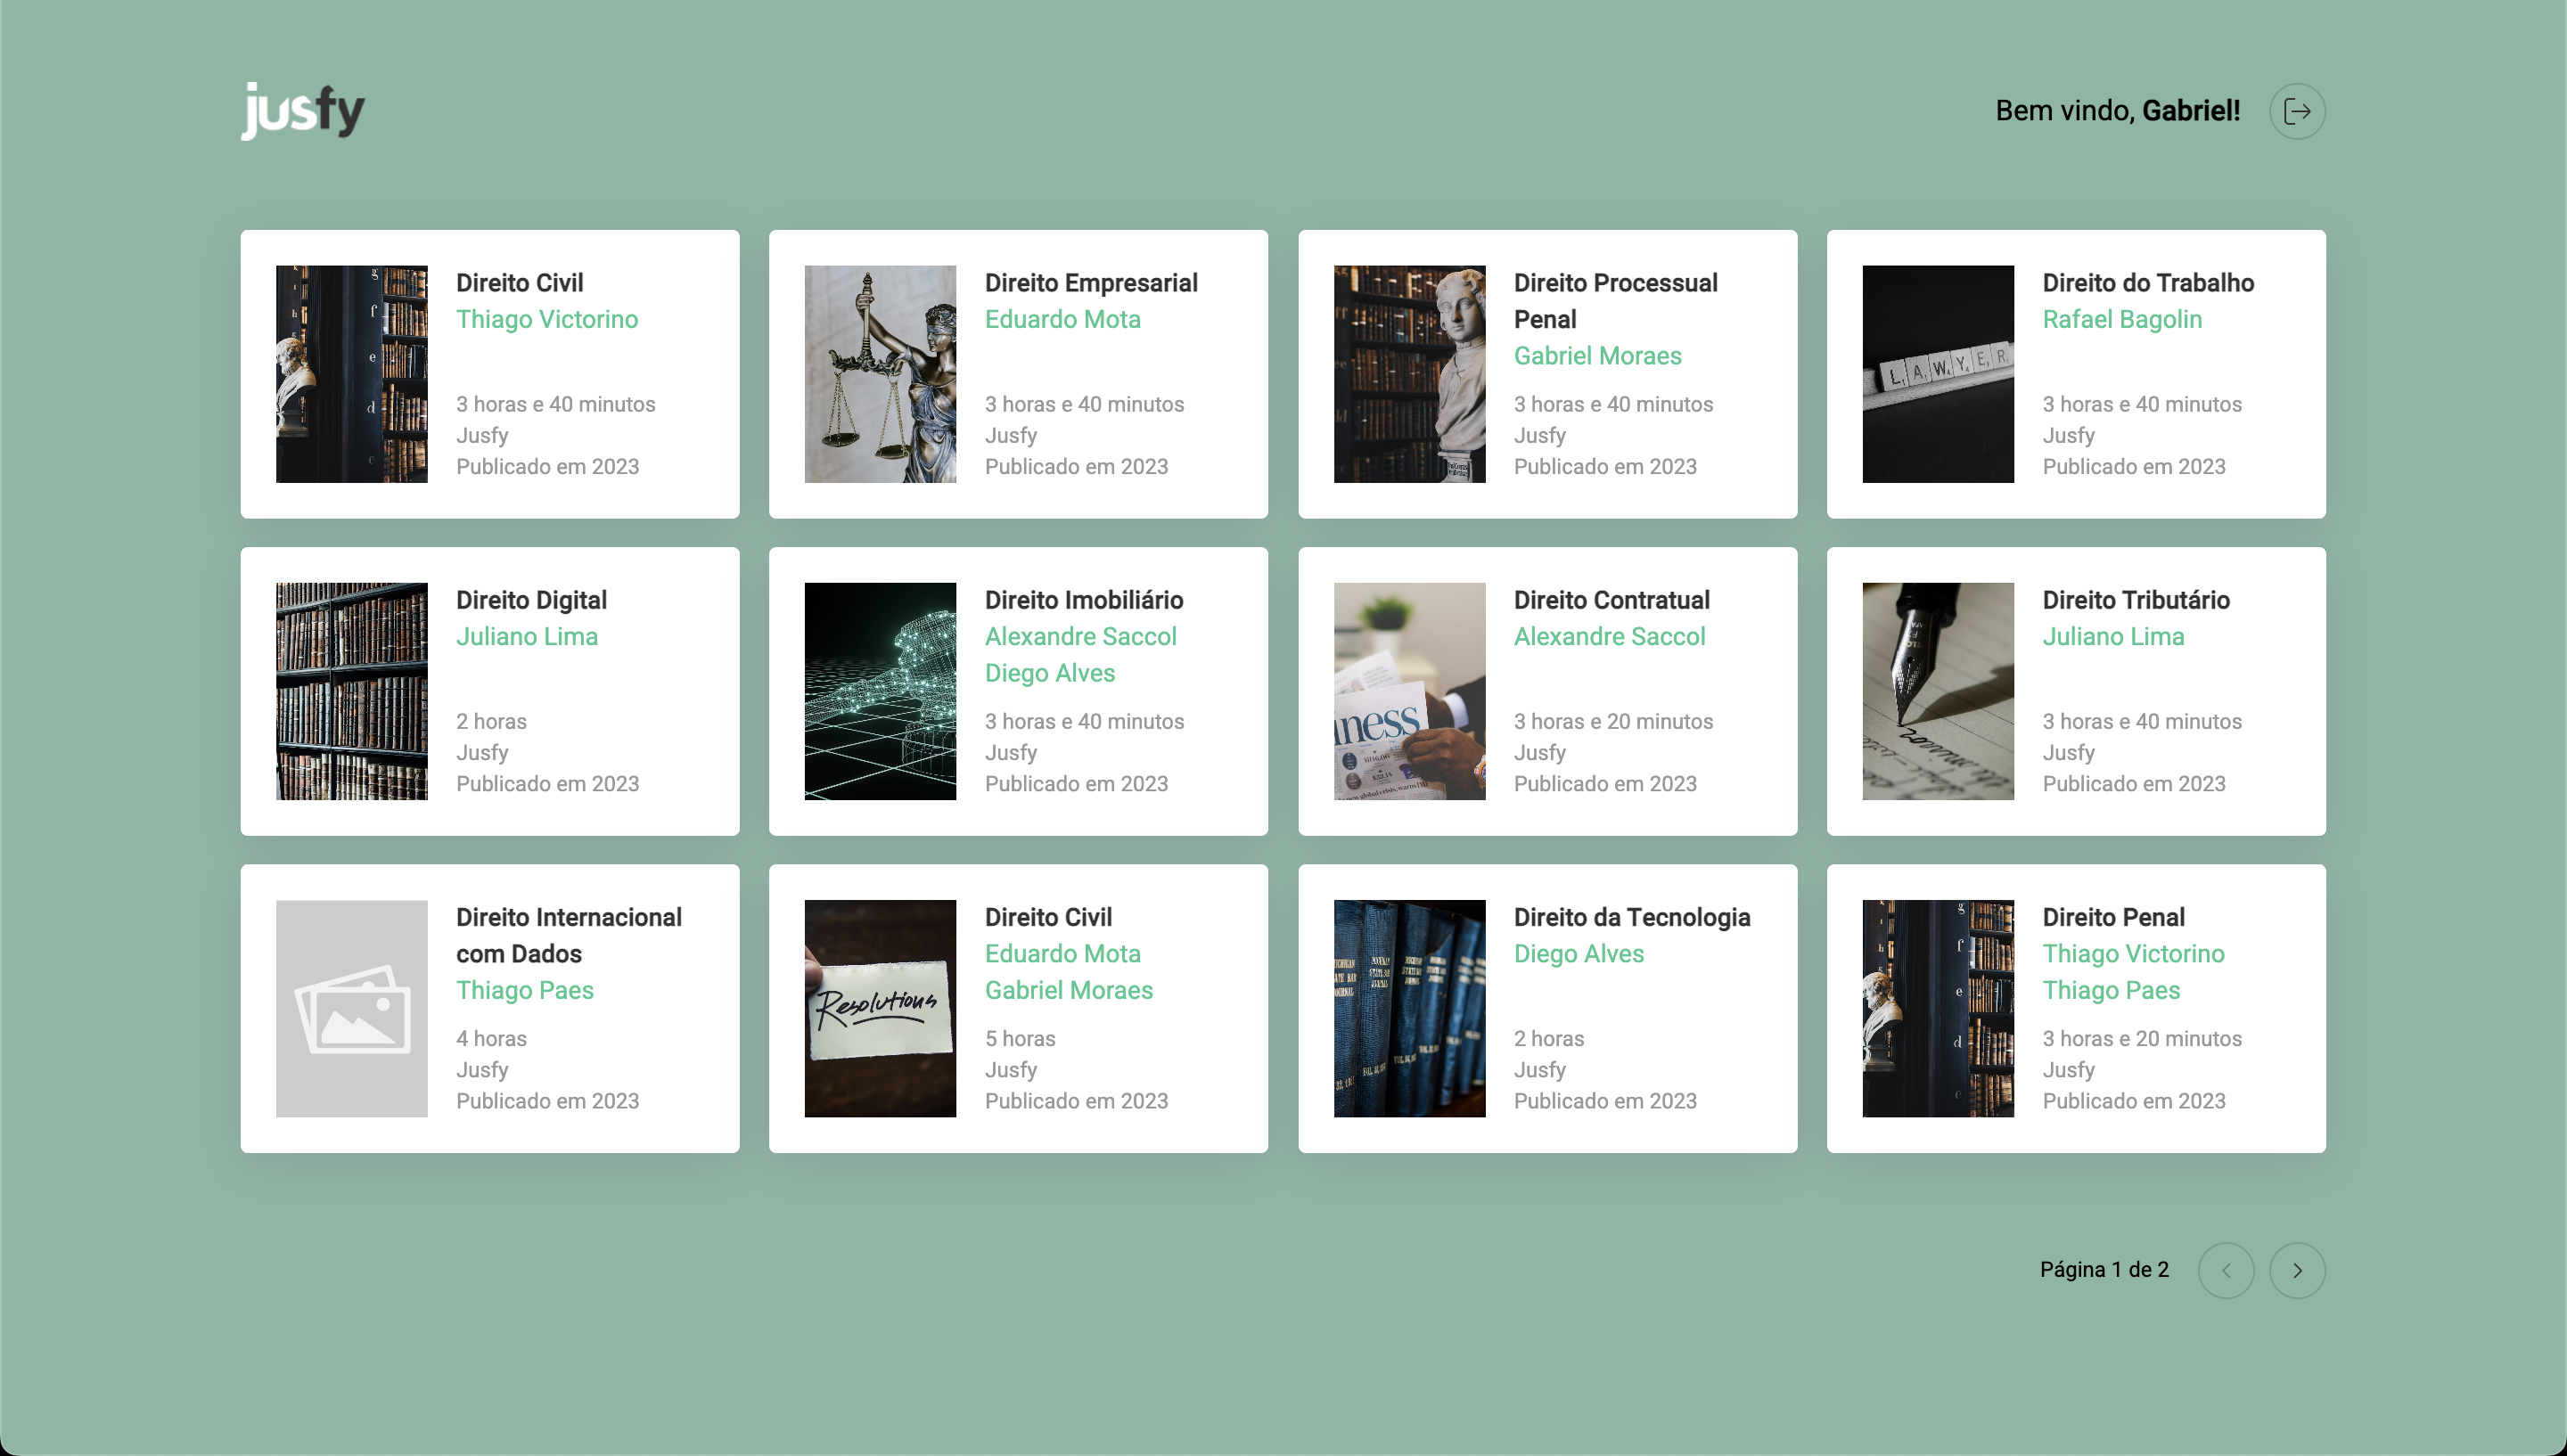 jusfy
Bem vindo, Gabriel!
Direito Civil
Thiago Victorino
3 horas e 40 minutos
Jusfy
Publicado em 2023
Direito Empresarial
Eduardo Mota
3 horas e 40 minutos
Jusfy
Publicado em 2023
Direito Processual
Penal
Gabriel Moraes
3 horas e 40 minutos
Jusfy
Publicado em 2023
LAWYER
Direito do Trabalho
Rafael Bagolin
3 horas e 40 minutos
Jusfy
Publicado em 2023
Direito Digital
Juliano Lima
2 horas
Jusfy
Publicado em 2023
Direito Imobiliário
Alexandre Saccol
Diego Alves
3 horas e 40 minutos
Jusfy
Publicado em 2023
iness
Direito Contratual
Alexandre Saccol
3 horas e 20 minutos
Jusfy
Publicado em 2023
Direito Tributário
Juliano Lima
3 horas e 40 minutos
Jusfy
Publicado em 2023
Direito Internacional
com Dados
Thiago Paes
4 horas
Jusfy
Publicado em 2023
Resolutions
Direito Civil
Eduardo Mota
Gabriel Moraes
5 horas
Jusfy
Publicado em 2023
Direito da Tecnologia
Diego Alves
2 horas
Jusfy
Publicado em 2023
Direito Penal
Thiago Victorino
Thiago Paes
3 horas e 20 minutos
Jusfy
Publicado em 2023
Página 1 de 2